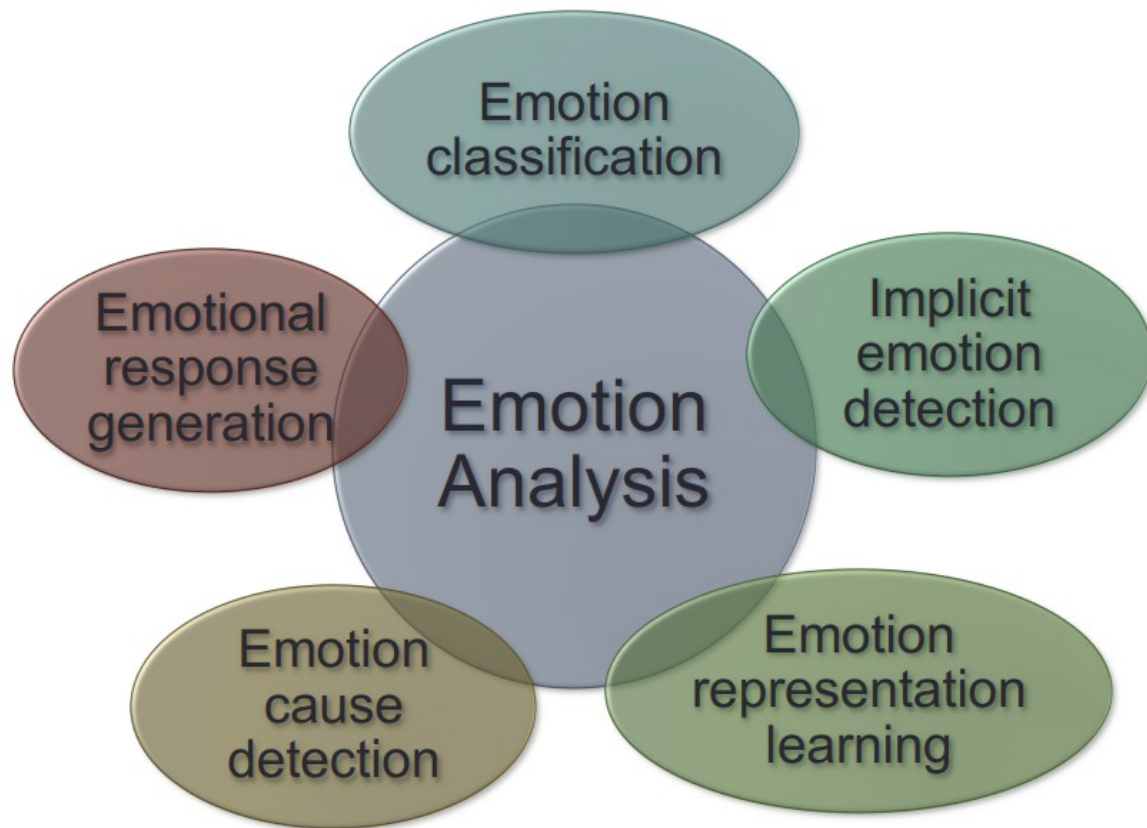 Emotion
classification
Implicit
emotion
detection
Emotion
representation
learning
Emotion
cause
detection
Emotional
response
generation
Emotion
Analysis